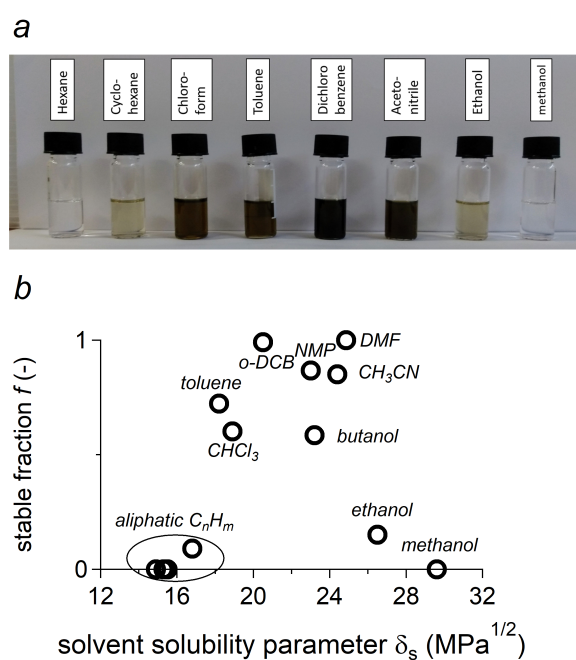 a
Hexane
Cyclo-
hexane
Chloro-
form
Toluene
Dichloro
benzene
Aceto-
nitrile
Ethanol
methanol
b
1
0
12
16
20
24
28
32
stable fraction f (-)
solvent solubility parameter δs (MPa1/2)
DMF
NMP
o-DCB
CH3CN
toluene
CHCl3
butanol
aliphatic CnHm
ethanol
methanol